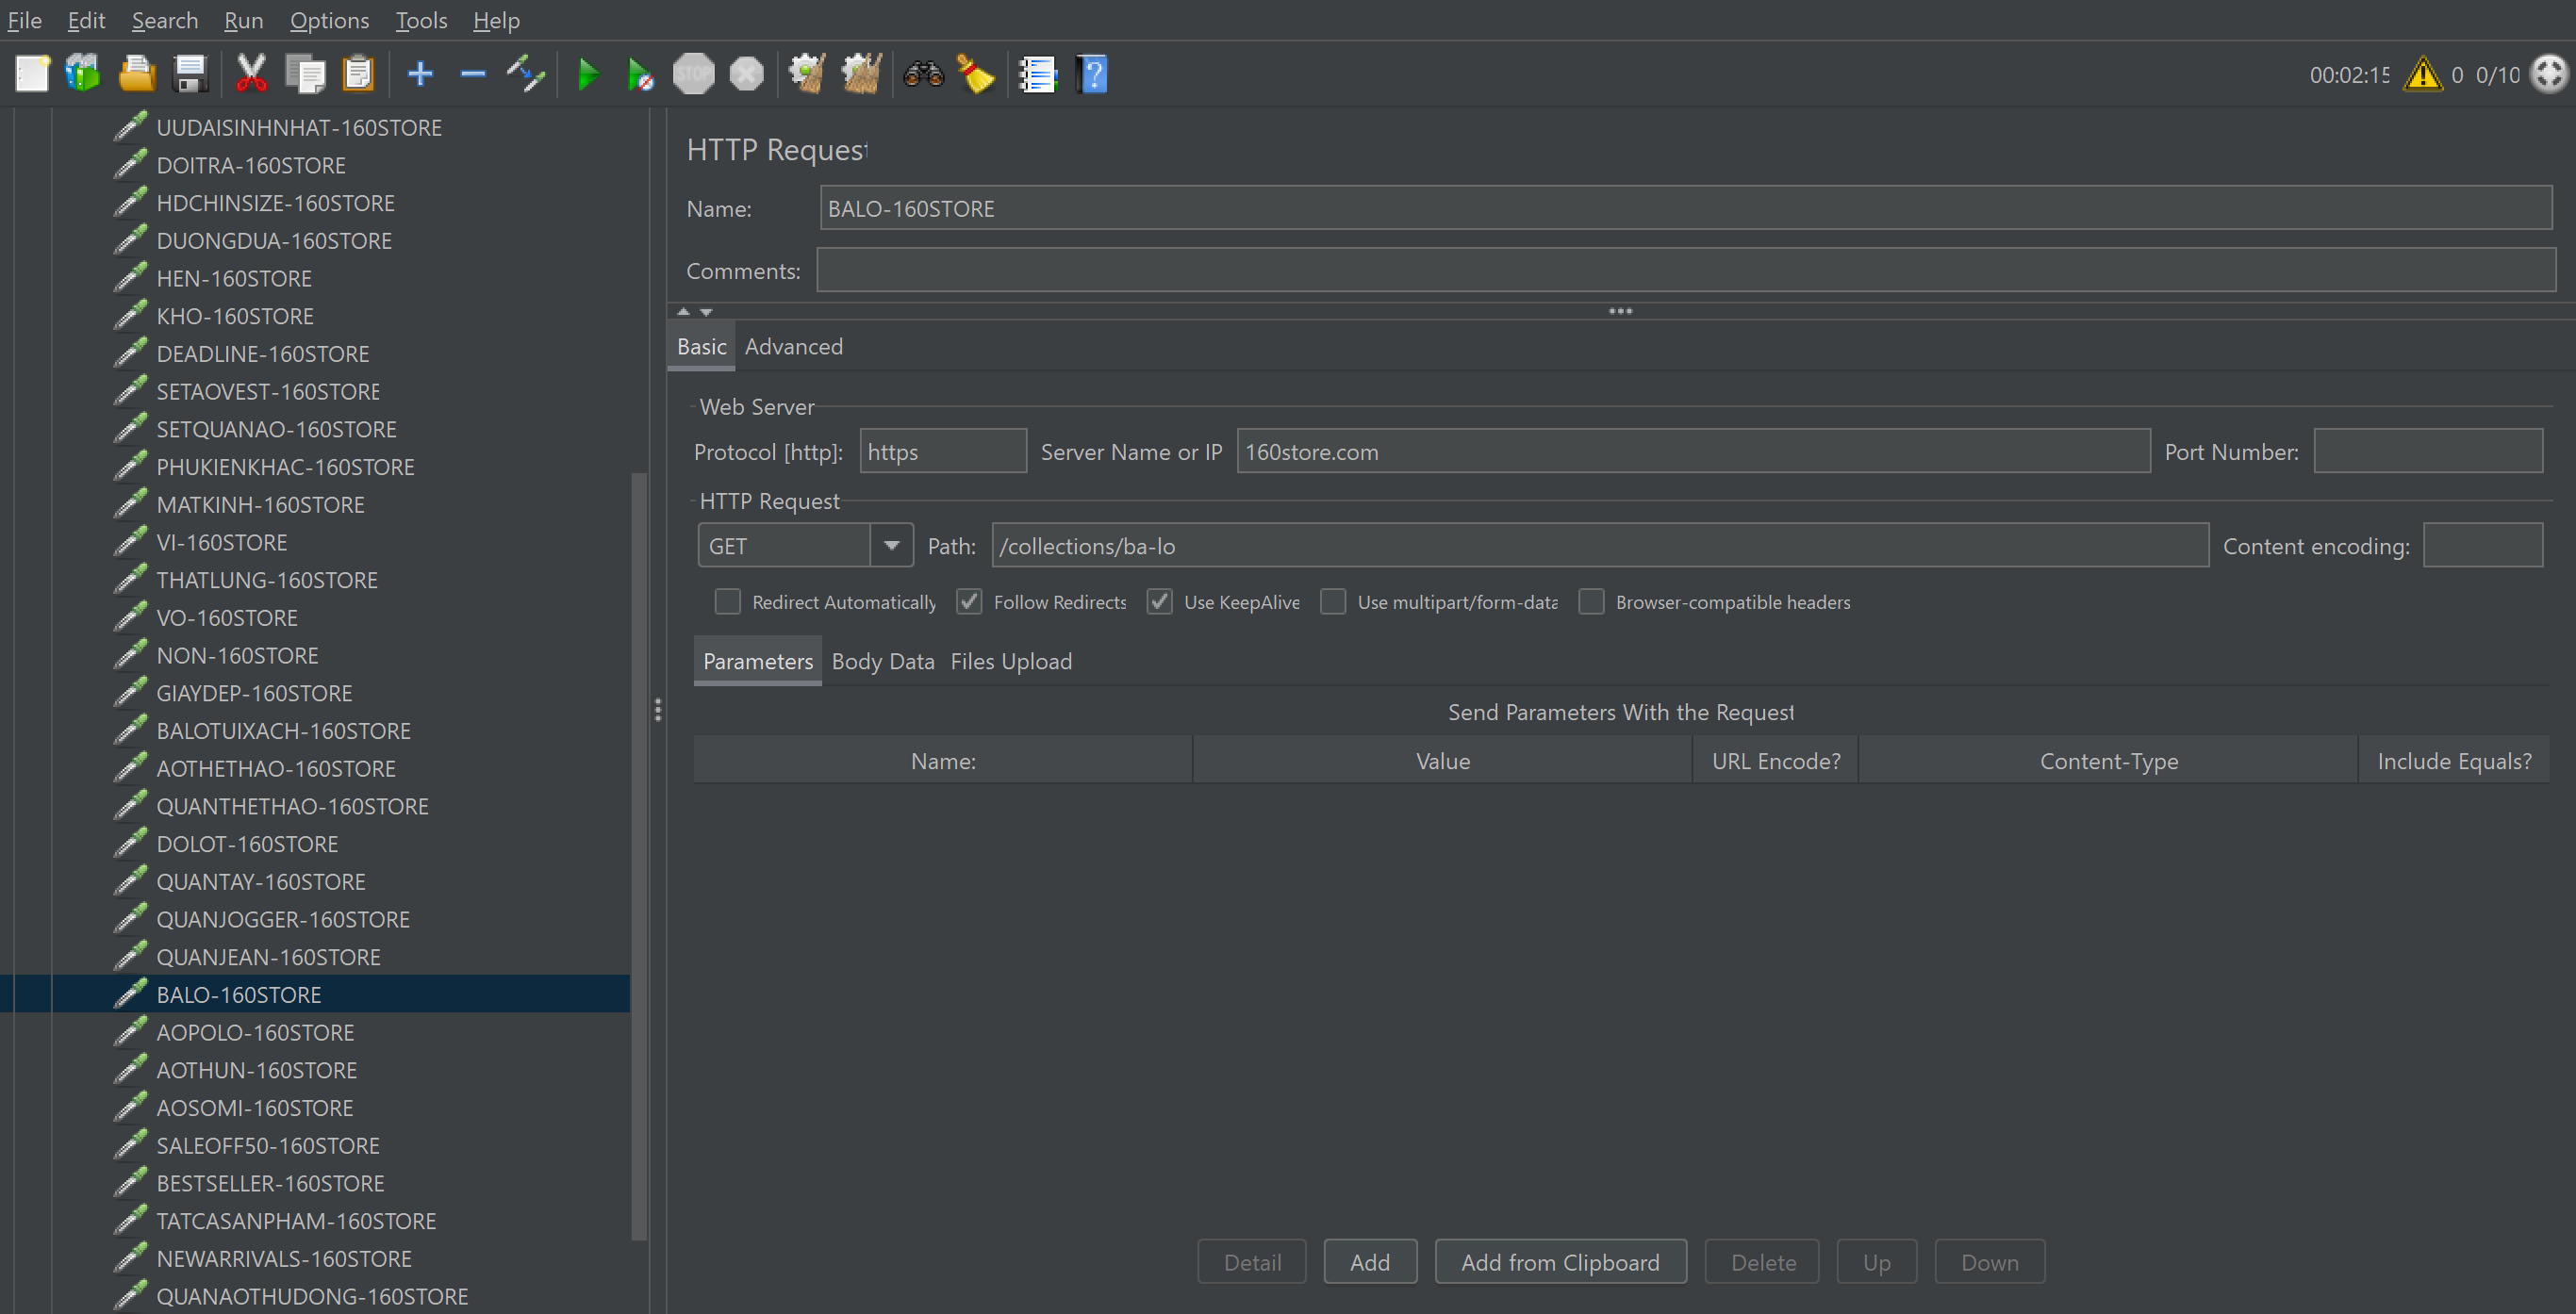 File Edit Search Run Options Tools Help
STOP
00:02:15 0 0/10
UUDAISINHNHAT-160STORE
DOITRA-160STORE
HDCHINSIZE-160STORE
DUONGDUA-160STORE
HEN-160STORE
KHO-160STORE
DEADLINE-160STORE
SETAOVEST-160STORE
SETQUANAO-160STORE
PHUKIENKHAC-160STORE
MATKINH-160STORE
VI-160STORE
THATLUNG-160STORE
VO-160STORE
NON-160STORE
GIAYDEP-160STORE
BALOTUIXACH-160STORE
AOTHETHAO-160STORE
QUANTHETHAO-160STORE
DOLOT-160STORE
QUANTAY-160STORE
QUANJOGGER-160STORE
QUANJEAN-160STORE
BALO-160STORE
AOPOLO-160STORE
AOTHUN-160STORE
AOSOMI-160STORE
SALEOFF50-160STORE
BESTSELLER-160STORE
TATCASANPHAM-160STORE
NEWARRIVALS-160STORE
QUANAOTHUDONG-160STORE
HTTP Request
Name: BALO-160STORE
Comments:
Basic Advanced
Web Server
Protocol [http]: https Server Name or IP 160store.com Port Number:
HTTP Request
GET Path: /collections/ba-lo Content encoding:
Redirect Automatically Follow Redirects Use KeepAlive Use multipart/form-data Browser-compatible headers
Parameters Body Data Files Upload
Send Parameters With the Request
Name: Value URL Encode? Content-Type Include Equals?
Detail Add Add from Clipboard Delete Up Down